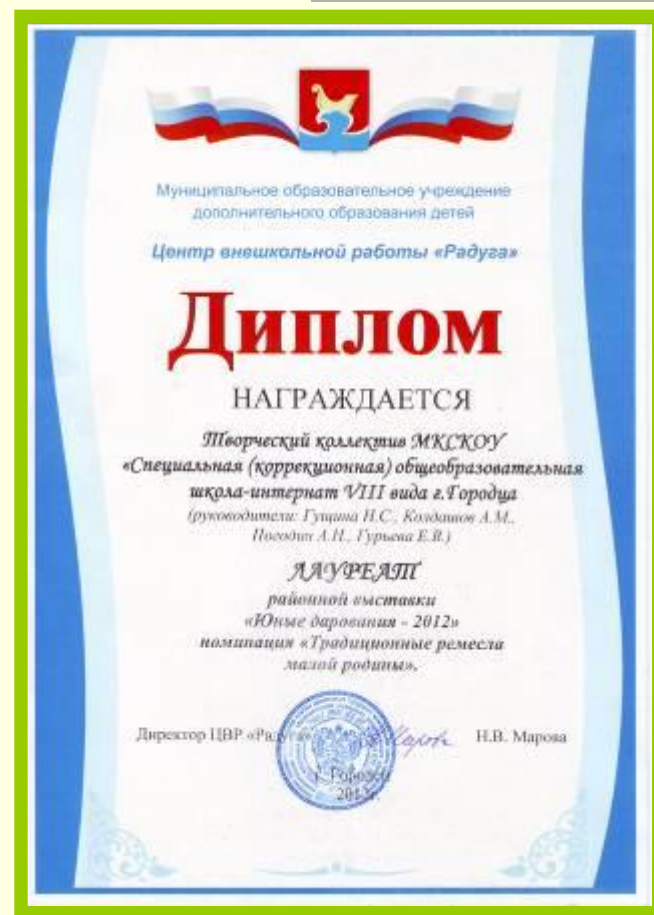 Муниципальное образовательное учреждение
дополнительного образования детей
Центр внешкольной работы «Радуга»
Диплом
НАГРАЖДАЕТСЯ
Творческий коллектив МКСКОУ
«Специальная (коррекционная) общеобразовательная
школа-интернат VIII вида г.Городца
(руководители: Гущина Н.С., Колдашов А.М.,
Погодин А.Н., Гурьева Е.В.)
ЛАУРЕАТ
районной выставки
«Юные дарования - 2012»
номинация «Традиционные ремесла
малой родины».
Директор ЦВР «Радуга» Н.В. Марова
г. Городец